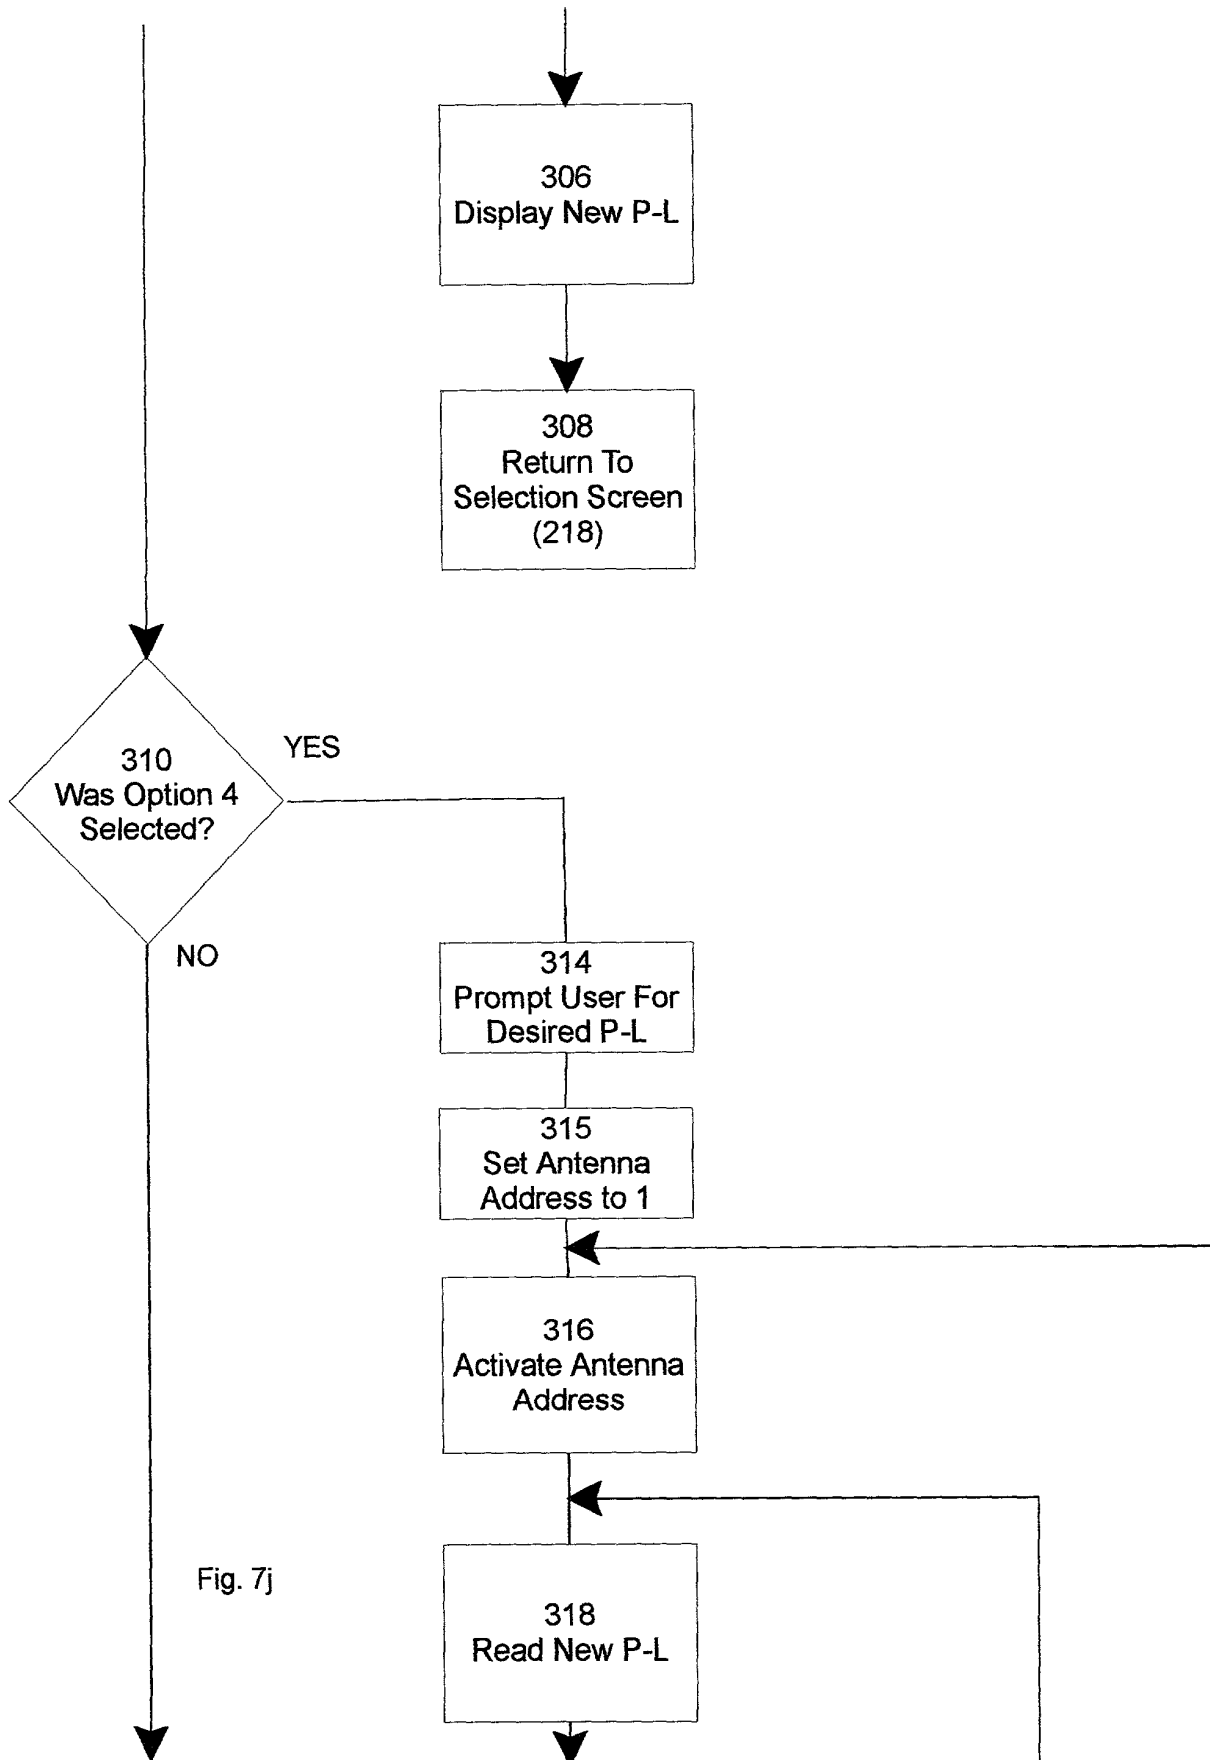 306
Display New P-L
308
Return To
Selection Screen
(218)
310
Was Option 4
Selected?
YES
NO
314
Prompt User For
Desired P-L
315
Set Antenna
Address to 1
316
Activate Antenna
Address
318
Read New P-L
Fig. 7j